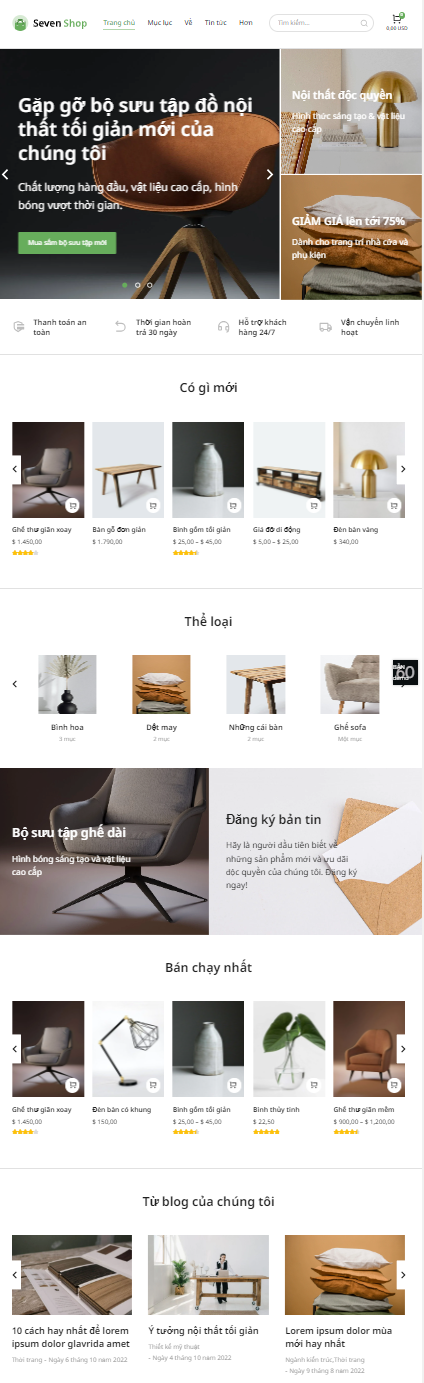 Seven Shop
Trang chủ Mục lục Về Tin tức Hơn
Tìm kiếm...
0,00 USD
Gặp gỡ bộ sưu tập đồ nội
thất tối giản mới của
chúng tôi
Chất lượng hàng đầu, vật liệu cao cấp, hình
bóng vượt thời gian.
Mua sắm bộ sưu tập mới
Nội thất độc quyền
Hình thức sáng tạo & vật liệu
cao cấp
GIẢM GIÁ lên tới 75%
Dành cho trang trí nhà cửa và
phụ kiện
Thanh toán an
toàn
Thời gian hoàn
trả 30 ngày
Hỗ trợ khách
hàng 24/7
Vận chuyển linh
hoạt
Có gì mới
Ghế thư giãn xoay
$ 1.450,00
Bàn gỗ đơn giản
$ 1.790,00
Bình gốm tối giản
$ 25,00 – $ 45,00
Giá đỡ di động
$ 5,00 – $ 25,00
Đèn bàn vàng
$ 340,00
Thể loại
Bình hoa
3 mục
Dệt may
2 mục
Những cái bàn
2 mục
Ghế sofa
Một mục
60
Bộ sưu tập ghế dài
Hình bóng sáng tạo và vật liệu
cao cấp
Đăng ký bản tin
Hãy là người đầu tiên biết về
những sản phẩm mới và ưu đãi
độc quyền của chúng tôi. Đăng ký
ngay!
Bán chạy nhất
Ghế thư giãn xoay
$ 1.450,00
Đèn bàn có khung
$ 150,00
Bình gốm tối giản
$ 25,00 – $ 45,00
Bình thủy tinh
$ 22,50
Ghế thư giãn mềm
$ 900,00 – $ 1,200,00
Từ blog của chúng tôi
10 cách hay nhất để lorem
ipsum dolor glavrida amet
Thời trang – Ngày 6 tháng 10 năm 2022
Ý tưởng nội thất tối giản
Thiết kế mỹ thuật
– Ngày 4 tháng 10 năm 2022
Lorem ipsum dolor mùa
mới hay nhất
Ngành kiến trúc,Thời trang
– Ngày 9 tháng 8 năm 2022